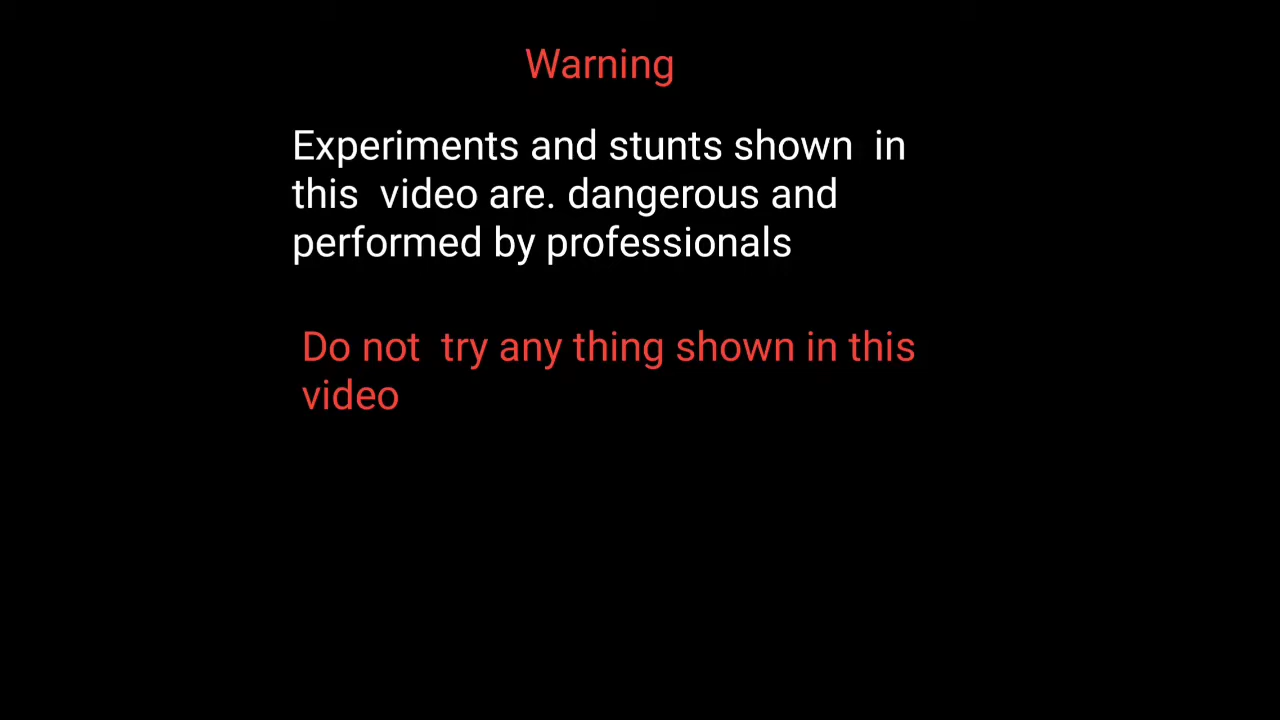 Warning
Experiments and stunts shown  in
this  video are. dangerous and
performed by professionals
Do not  try any thing shown in this
video